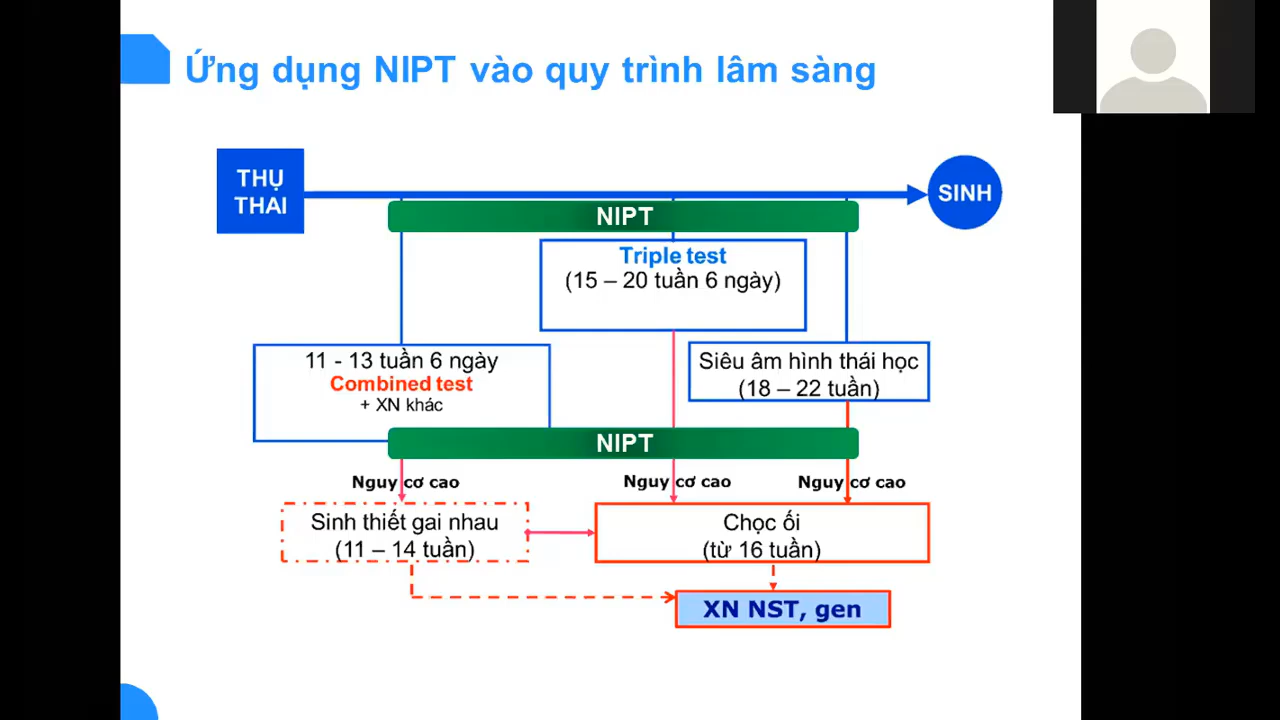 Ứng dụng NIPT vào quy trình lâm sàng
THỤ
THAI
SINH
NIPT
Triple test
(15 – 20 tuần 6 ngày)
11 - 13 tuần 6 ngày
Combined test
+ XN khác
Siêu âm hình thái học
(18 – 22 tuần)
NIPT
Nguy cơ cao
Nguy cơ cao
Nguy cơ cao
Sinh thiết gai nhau
(11 – 14 tuần)
Chọc ối
(từ 16 tuần)
XN NST, gen